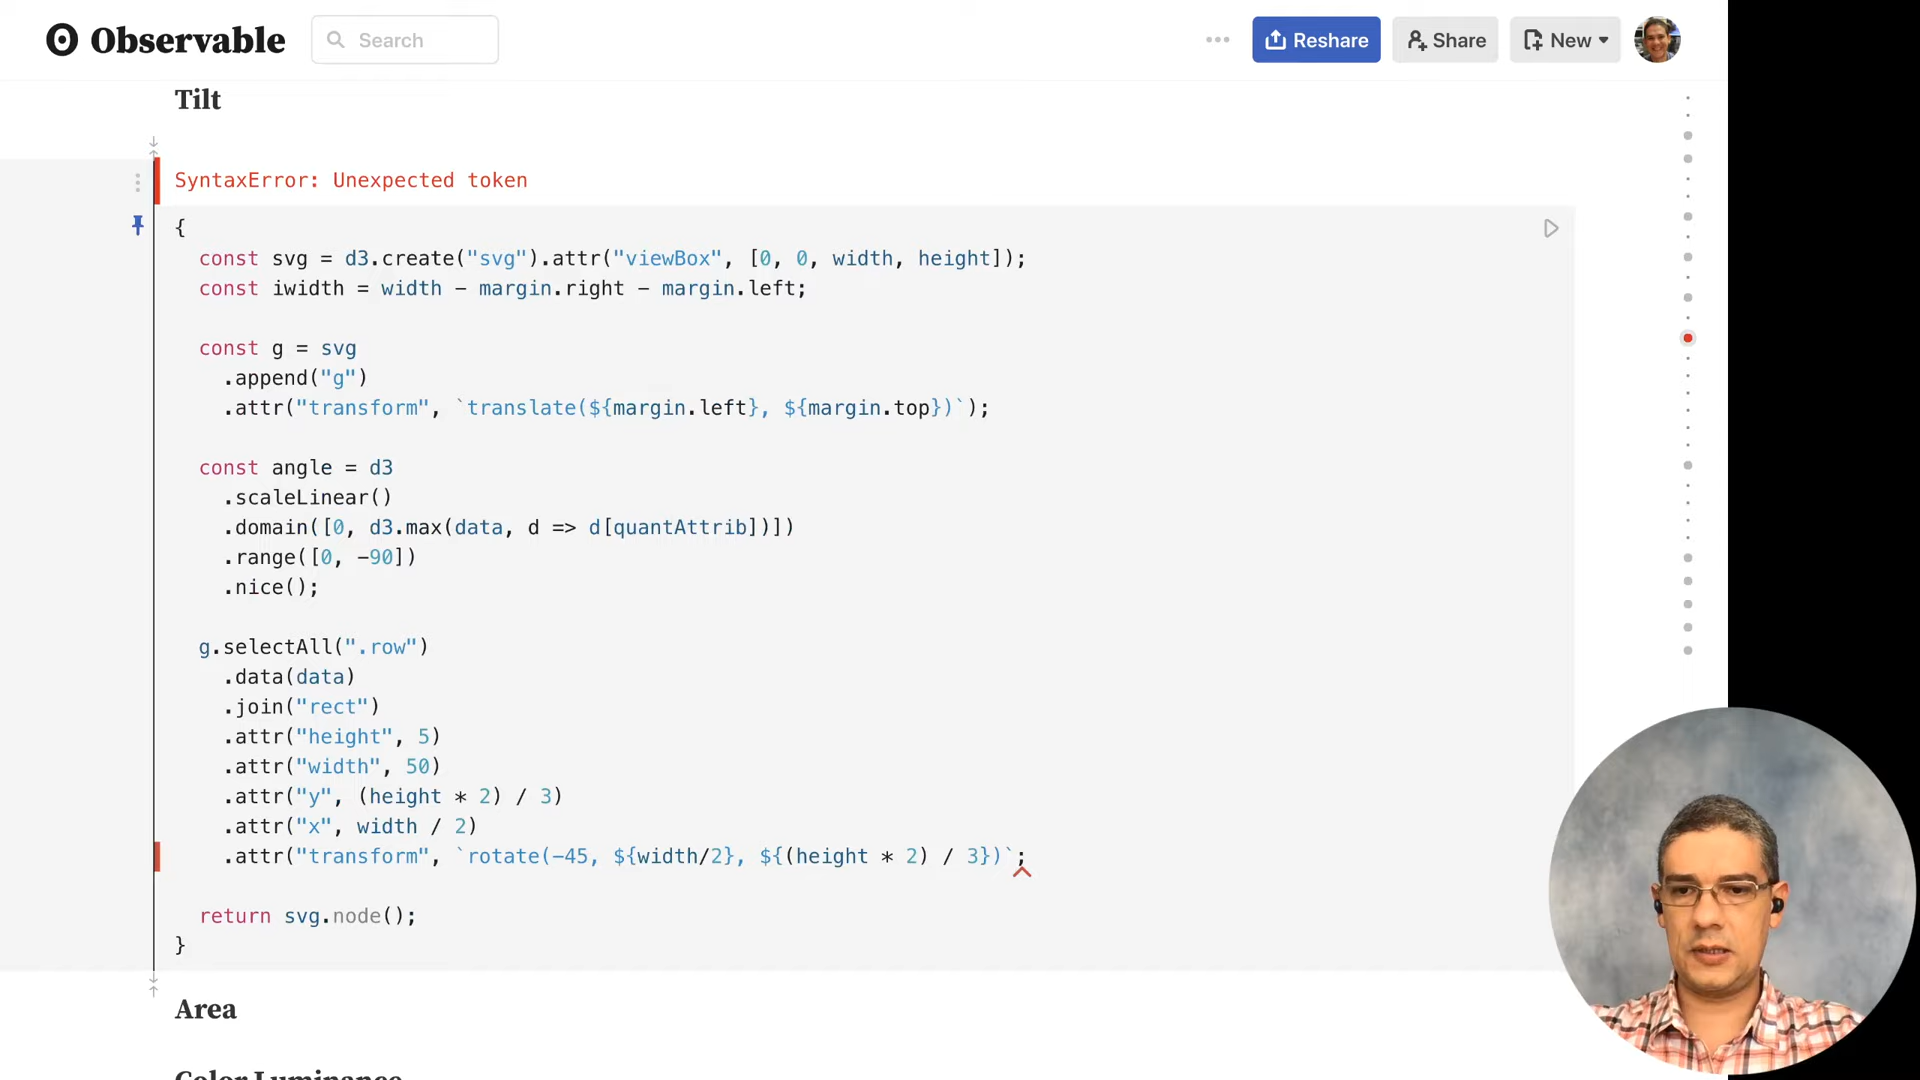 Observable
Search
Reshare
Share
New
Tilt
SyntaxError: Unexpected token
{
const svg = d3.create("svg").attr("viewBox", [0, 0, width, height]);
const iwidth = width - margin.right - margin.left;
const g = svg
.append("g")
.attr("transform", `translate(${margin.left}, ${margin.top})`);
const angle = d3
.scaleLinear()
.domain([0, d3.max(data, d => d[quantAttrib])])
.range([0, -90])
.nice();
g.selectAll(".row")
.data(data)
.join("rect")
.attr("height", 5)
.attr("width", 50)
.attr("y", (height * 2) / 3)
.attr("x", width / 2)
.attr("transform", `rotate(-45, ${width/2}, ${(height * 2) / 3})`;
return svg.node();
}
Area
Color Luminance